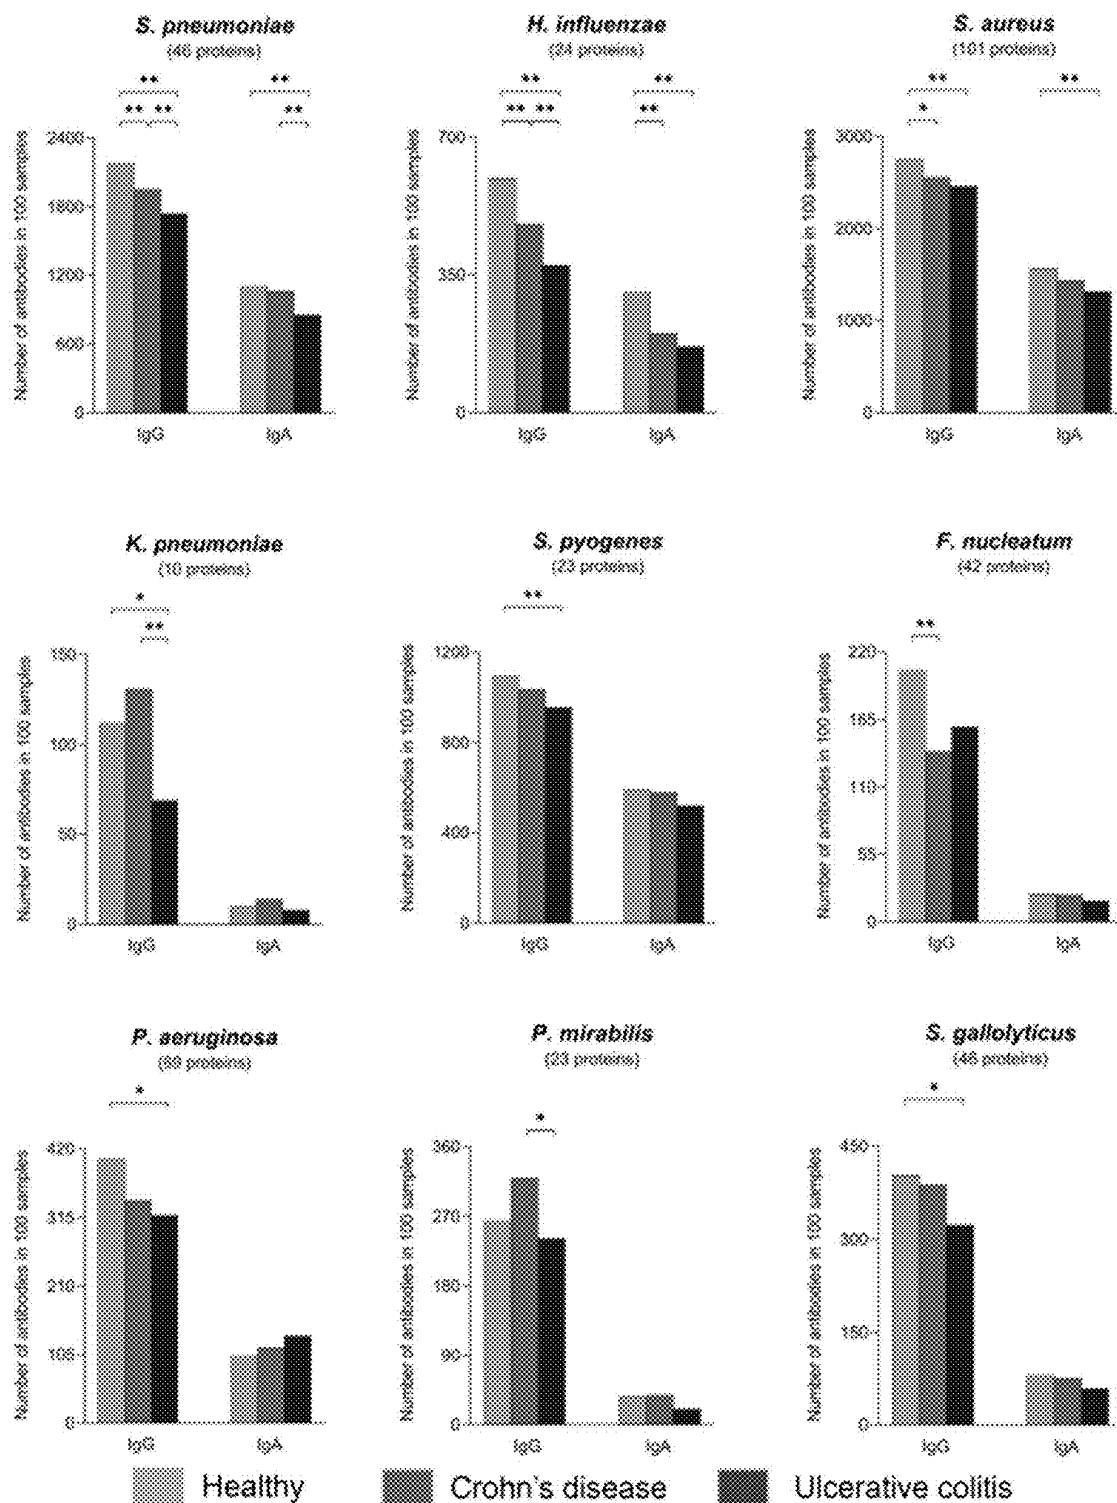 S. pneumoniae
(46 proteins)
H. influenzae
(24 proteins)
S. aureus
(101 proteins)
** **
** ** **
** **
** ** **
** **
*
Number of antibodies in 100 samples
2400
1800
1200
600
0
IgG IgA
Number of antibodies in 100 samples
700
350
0
IgG IgA
Number of antibodies in 100 samples
3000
2000
1000
0
IgG IgA
K. pneumoniae
(10 proteins)
S. pyogenes
(23 proteins)
F. nucleatum
(42 proteins)
*
**
**
**
Number of antibodies in 100 samples
150
100
50
0
IgG IgA
Number of antibodies in 100 samples
1200
800
400
0
IgG IgA
Number of antibodies in 100 samples
220
165
110
55
0
IgG IgA
P. aeruginosa
P. mirabilis
(23 proteins)
S. gallolyticus
(46 proteins)
*
*
*
Number of antibodies in 100 samples
420
315
210
105
0
IgG IgA
Number of antibodies in 100 samples
360
270
180
90
0
IgG IgA
Number of antibodies in 100 samples
450
300
150
0
IgG IgA
Healthy Crohn's disease Ulcerative colitis